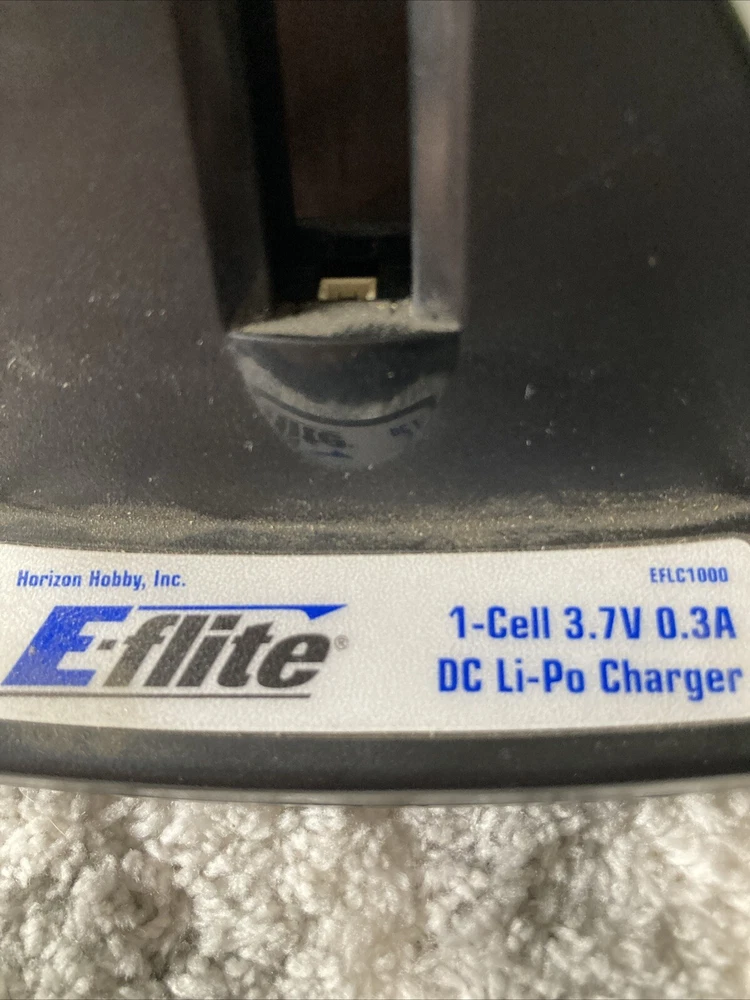 Horizon Hobby, Inc.
EFLC1000
E-flite®
1-Cell 3.7V 0.3A
DC Li-Po Charger